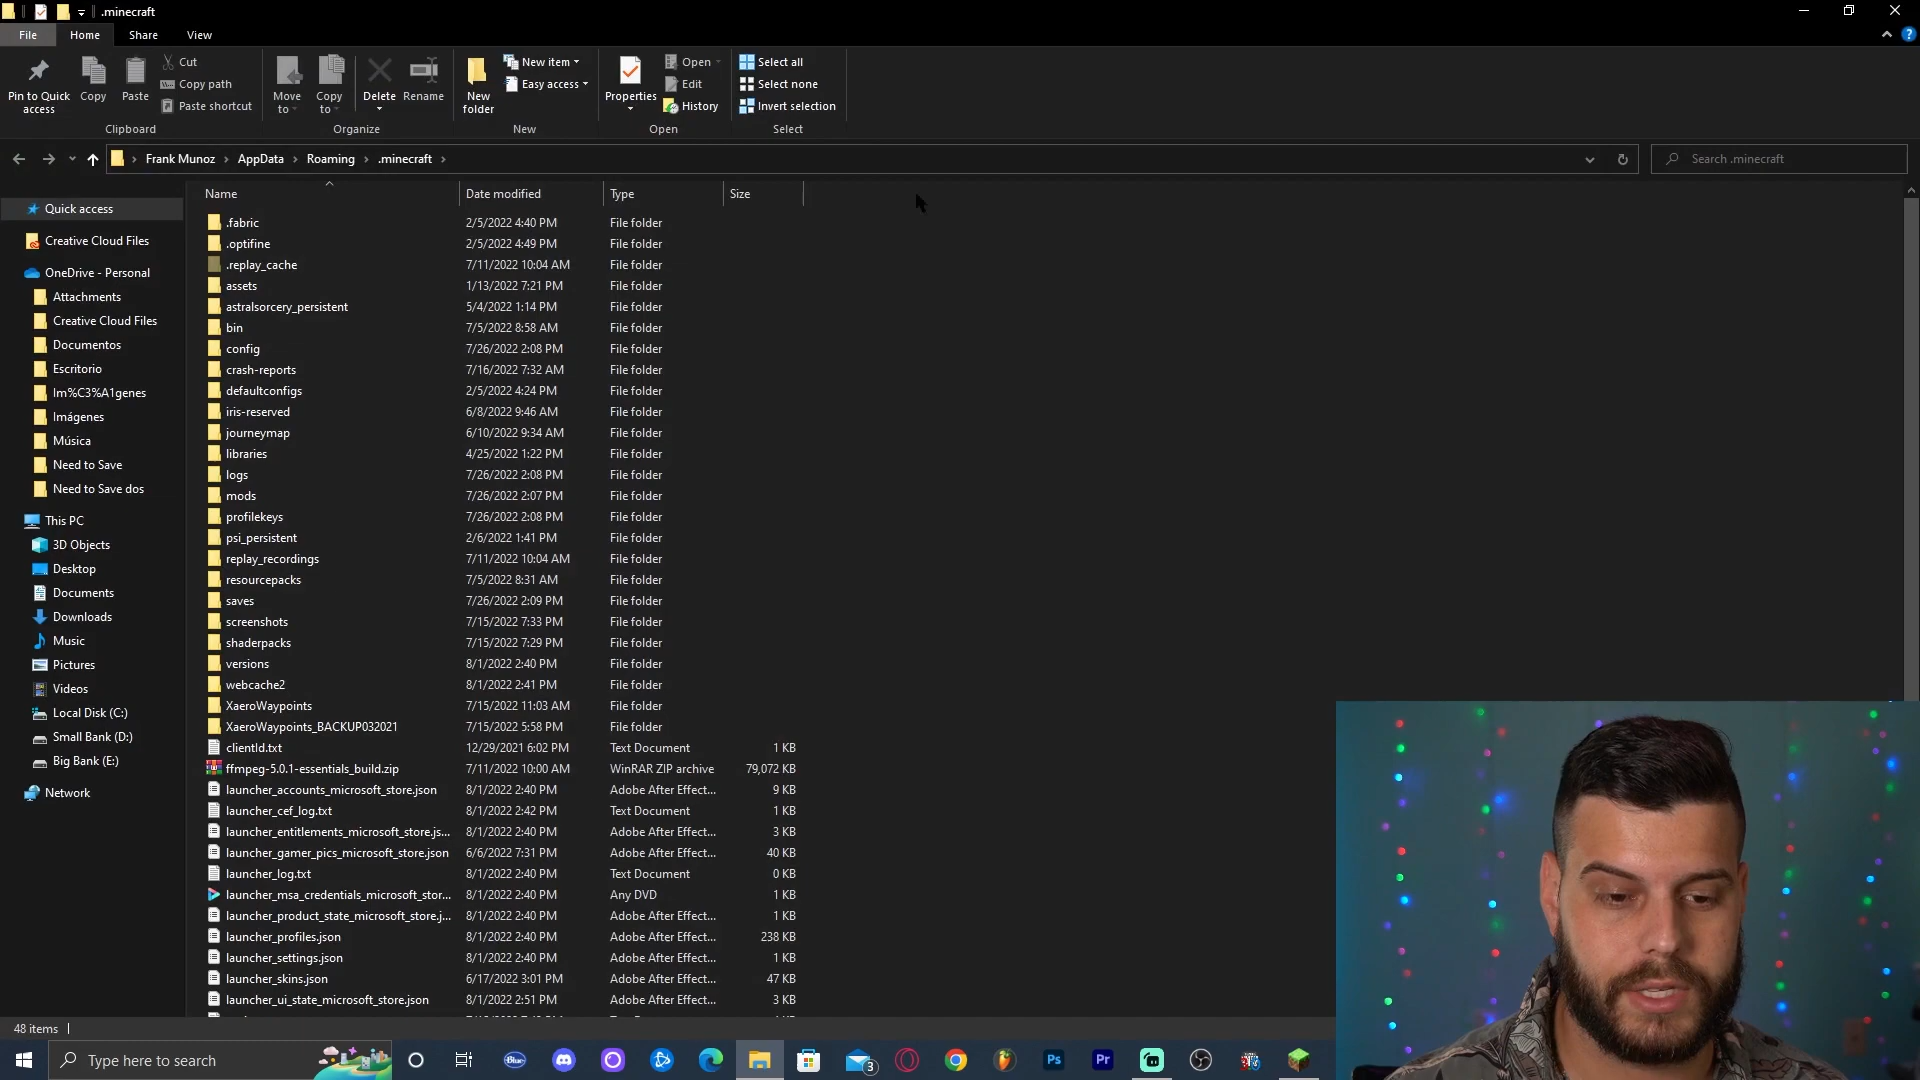 .minecraft
File Home Share View
Pin to Quick access
Copy
Paste
Cut
Copy path
Paste shortcut
Clipboard
Move to
Copy to
Delete
Rename
Organize
New folder
New item
Easy access
New
Properties
Open
Edit
History
Open
Select all
Select none
Invert selection
Select
Frank Munoz AppData Roaming .minecraft
Search .minecraft
Quick access
Creative Cloud Files
OneDrive - Personal
Attachments
Creative Cloud Files
Documentos
Escritorio
Im%C3%A1genes
Imágenes
Música
Need to Save
Need to Save dos
This PC
3D Objects
Desktop
Documents
Downloads
Music
Pictures
Videos
Local Disk (C:)
Small Bank (D:)
Big Bank (E:)
Network
Name Date modified Type Size
.fabric 2/5/2022 4:40 PM File folder
.optifine 2/5/2022 4:49 PM File folder
.replay_cache 7/11/2022 10:04 AM File folder
assets 1/13/2022 7:21 PM File folder
astralsorcery_persistent 5/4/2022 1:14 PM File folder
bin 7/5/2022 8:58 AM File folder
config 7/26/2022 2:08 PM File folder
crash-reports 7/16/2022 7:32 AM File folder
defaultconfigs 2/5/2022 4:24 PM File folder
iris-reserved 6/8/2022 9:46 AM File folder
journeymap 6/10/2022 9:34 AM File folder
libraries 4/25/2022 1:22 PM File folder
logs 7/26/2022 2:08 PM File folder
mods 7/26/2022 2:07 PM File folder
profilekeys 7/26/2022 2:08 PM File folder
psi_persistent 2/6/2022 1:41 PM File folder
replay_recordings 7/11/2022 10:04 AM File folder
resourcepacks 7/5/2022 8:31 AM File folder
saves 7/26/2022 2:09 PM File folder
screenshots 7/15/2022 7:33 PM File folder
shaderpacks 7/15/2022 7:29 PM File folder
versions 8/1/2022 2:40 PM File folder
webcache2 8/1/2022 2:41 PM File folder
XaeroWaypoints 7/15/2022 11:03 AM File folder
XaeroWaypoints_BACKUP032021 7/15/2022 5:58 PM File folder
clientId.txt 12/29/2021 6:02 PM Text Document 1 KB
ffmpeg-5.0.1-essentials_build.zip 7/11/2022 10:00 AM WinRAR ZIP archive 79,072 KB
launcher_accounts_microsoft_store.json 8/1/2022 2:40 PM Adobe After Effect... 9 KB
launcher_cef_log.txt 8/1/2022 2:42 PM Text Document 1 KB
launcher_entitlements_microsoft_store.js... 8/1/2022 2:40 PM Adobe After Effect... 3 KB
launcher_gamer_pics_microsoft_store.json 6/6/2022 7:31 PM Adobe After Effect... 40 KB
launcher_log.txt 8/1/2022 2:40 PM Text Document 0 KB
launcher_msa_credentials_microsoft_stor... 8/1/2022 2:40 PM Any DVD 1 KB
launcher_product_state_microsoft_store.j... 8/1/2022 2:40 PM Adobe After Effect... 1 KB
launcher_profiles.json 8/1/2022 2:40 PM Adobe After Effect... 238 KB
launcher_settings.json 8/1/2022 2:40 PM Adobe After Effect... 1 KB
launcher_skins.json 6/17/2022 3:01 PM Adobe After Effect... 47 KB
launcher_ui_state_microsoft_store.json 8/1/2022 2:51 PM Adobe After Effect... 3 KB
48 items
Type here to search
Blue
3
Ps
Pr